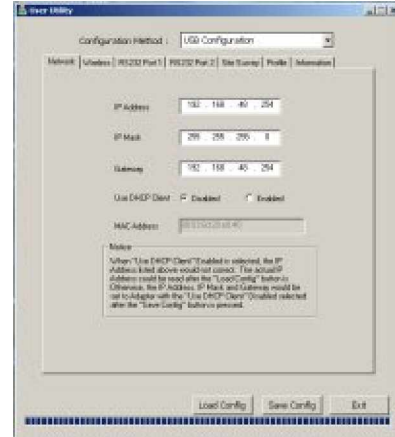 User Utility
Configuration Method : USB Configuration
Network Wireless RS232 Port 1 RS232 Port 2 Site Survey Profile Information
IP Address 192 . 168 . 48 . 254
IP Mask 255 . 255 . 255 . 0
Gateway 192 . 168 . 48 . 254
Use DHCP Client Disabled Enabled
MAC Address
Notice
When "Use DHCP Client" Enabled is selected, the IP
Address listed above would not correct. The actual IP
Address could be read after the "Load Config" button is
Otherwise, the IP Address, IP Mask and Gateway would be
set to Adapter with the "Use DHCP Client" Disabled selected
after the "Save Config" button is pressed.
Load Config Save Config Exit